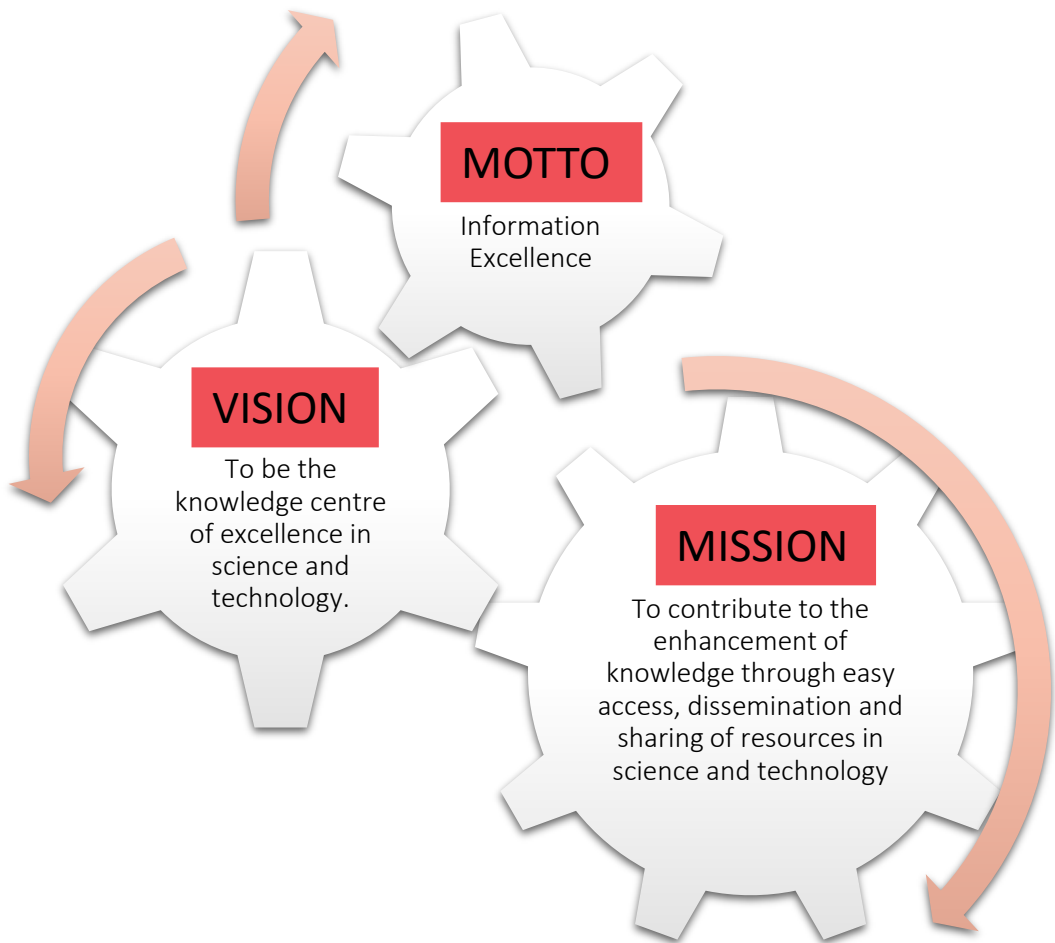 MOTTO
Information
Excellence
VISION
To be the
knowledge centre
of excellence in
science and
technology.
MISSION
To contribute to the
enhancement of
knowledge through easy
access, dissemination and
sharing of resources in
science and technology